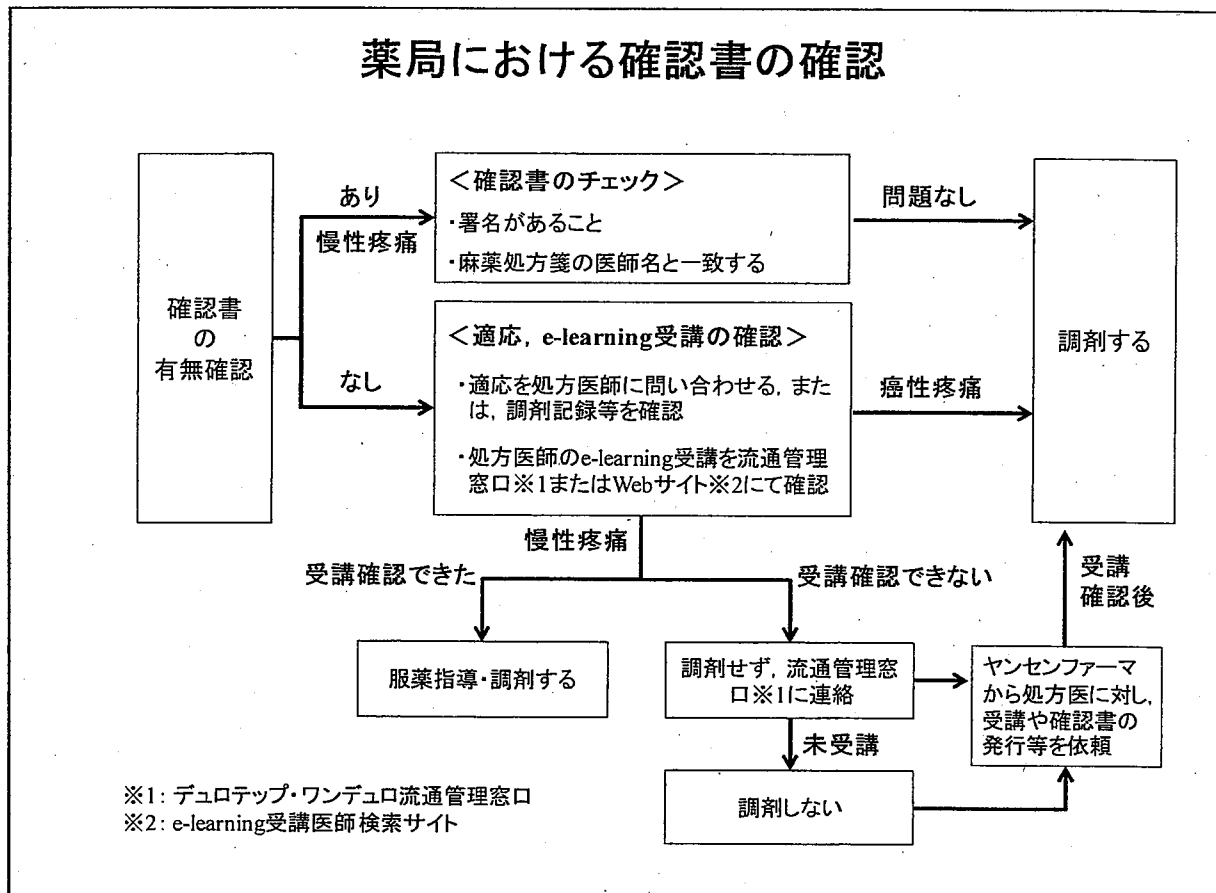 薬局における確認書の確認
確認書
の
有無確認
あり
慢性疼痛
なし
＜確認書のチェック＞
・署名があること
・麻薬処方箋の医師名と一致する
問題なし
＜適応, e-learning受講の確認＞
・適応を処方医師に問い合わせる, また
は, 調剤記録等を確認
・処方医師のe-learning受講を流通管理
窓口※1またはWebサイト※2にて確認
癌性疼痛
調剤する
慢性疼痛
受講確認できた
受講確認できない
受講
確認後
服薬指導・調剤する
調剤せず, 流通管理窓
口※1に連絡
ヤンセンファーマ
から処方医に対し,
受講や確認書の
発行等を依頼
未受講
調剤しない
※1: デュロテップ・ワンデュロ流通管理窓口
※2: e-learning受講医師検索サイト